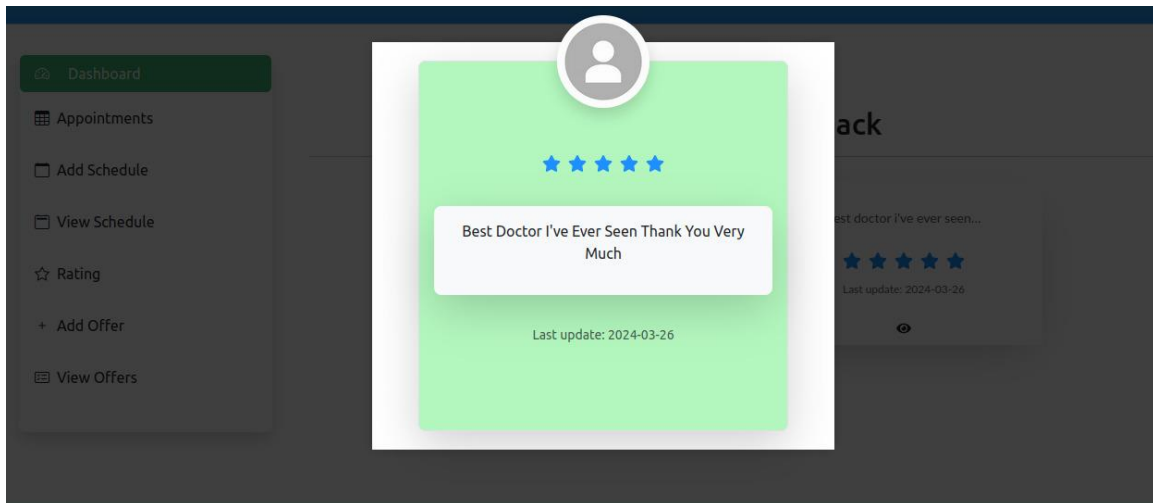 Dashboard
Appointments
Add Schedule
View Schedule
Rating
+ Add Offer
View Offers
ack
Best Doctor I've Ever Seen Thank You Very
Much
Last update: 2024-03-26
est doctor i've ever seen...
Last update: 2024-03-26